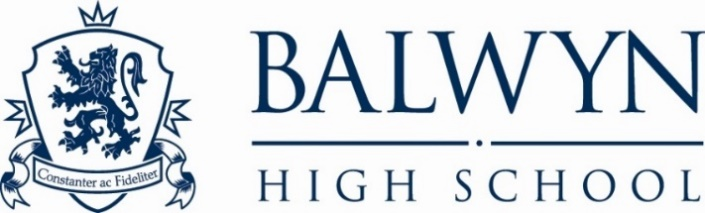 Constanter ac Fideliter
BALWYN
HIGH SCHOOL